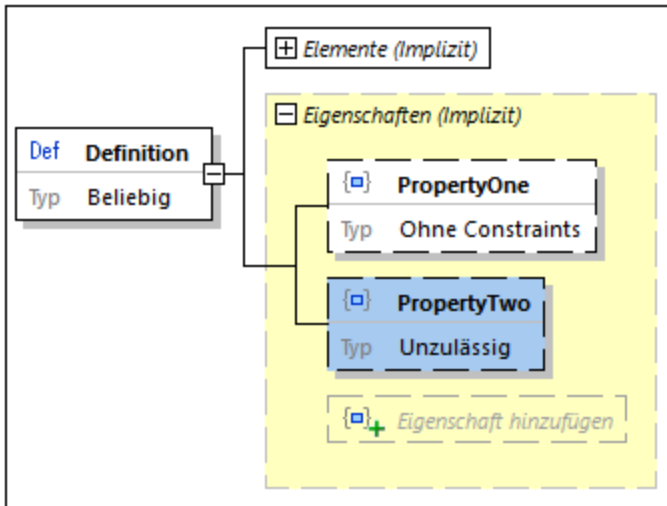 Elemente (Implizit)
Eigenschaften (Implizit)
Def Definition
Typ Beliebig
PropertyOne
Typ Ohne Constraints
PropertyTwo
Typ Unzulässig
Eigenschaft hinzufügen